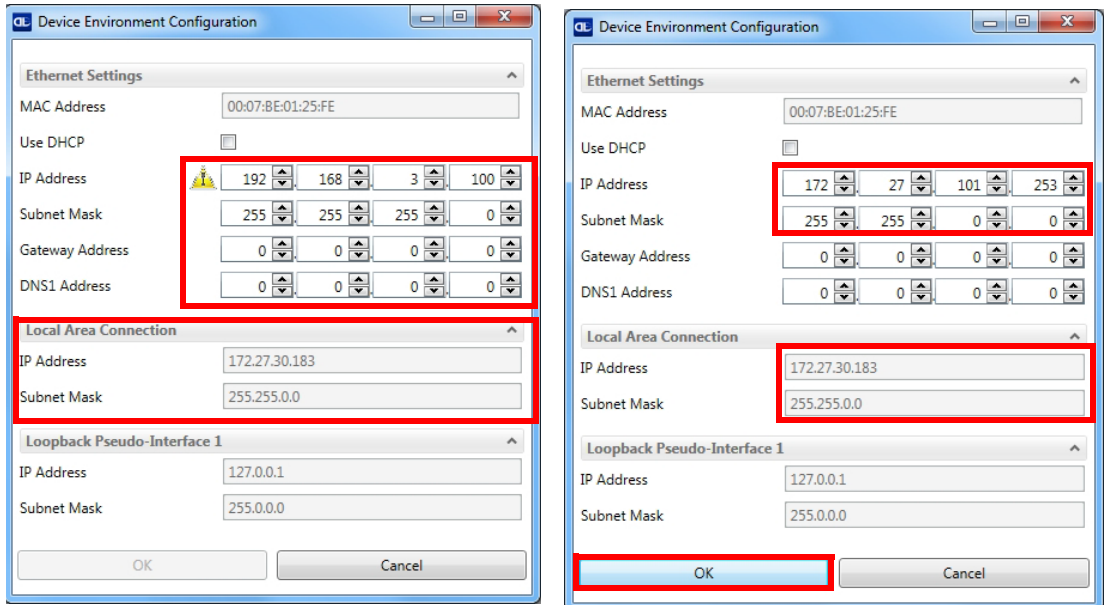 Device Environment Configuration
Ethernet Settings
MAC Address 00:07:BE:01:25:FE
Use DHCP
IP Address 192 . 168 . 3 . 100
Subnet Mask 255 . 255 . 255 . 0
Gateway Address 0 . 0 . 0 . 0
DNS1 Address 0 . 0 . 0 . 0
Local Area Connection
IP Address 172.27.30.183
Subnet Mask 255.255.0.0
Loopback Pseudo-Interface 1
IP Address 127.0.0.1
Subnet Mask 255.0.0.0
OK Cancel
Device Environment Configuration
Ethernet Settings
MAC Address 00:07:BE:01:25:FE
Use DHCP
IP Address 172 . 27 . 101 . 253
Subnet Mask 255 . 255 . 0 . 0
Gateway Address 0 . 0 . 0 . 0
DNS1 Address 0 . 0 . 0 . 0
Local Area Connection
IP Address 172.27.30.183
Subnet Mask 255.255.0.0
Loopback Pseudo-Interface 1
IP Address 127.0.0.1
Subnet Mask 255.0.0.0
OK Cancel